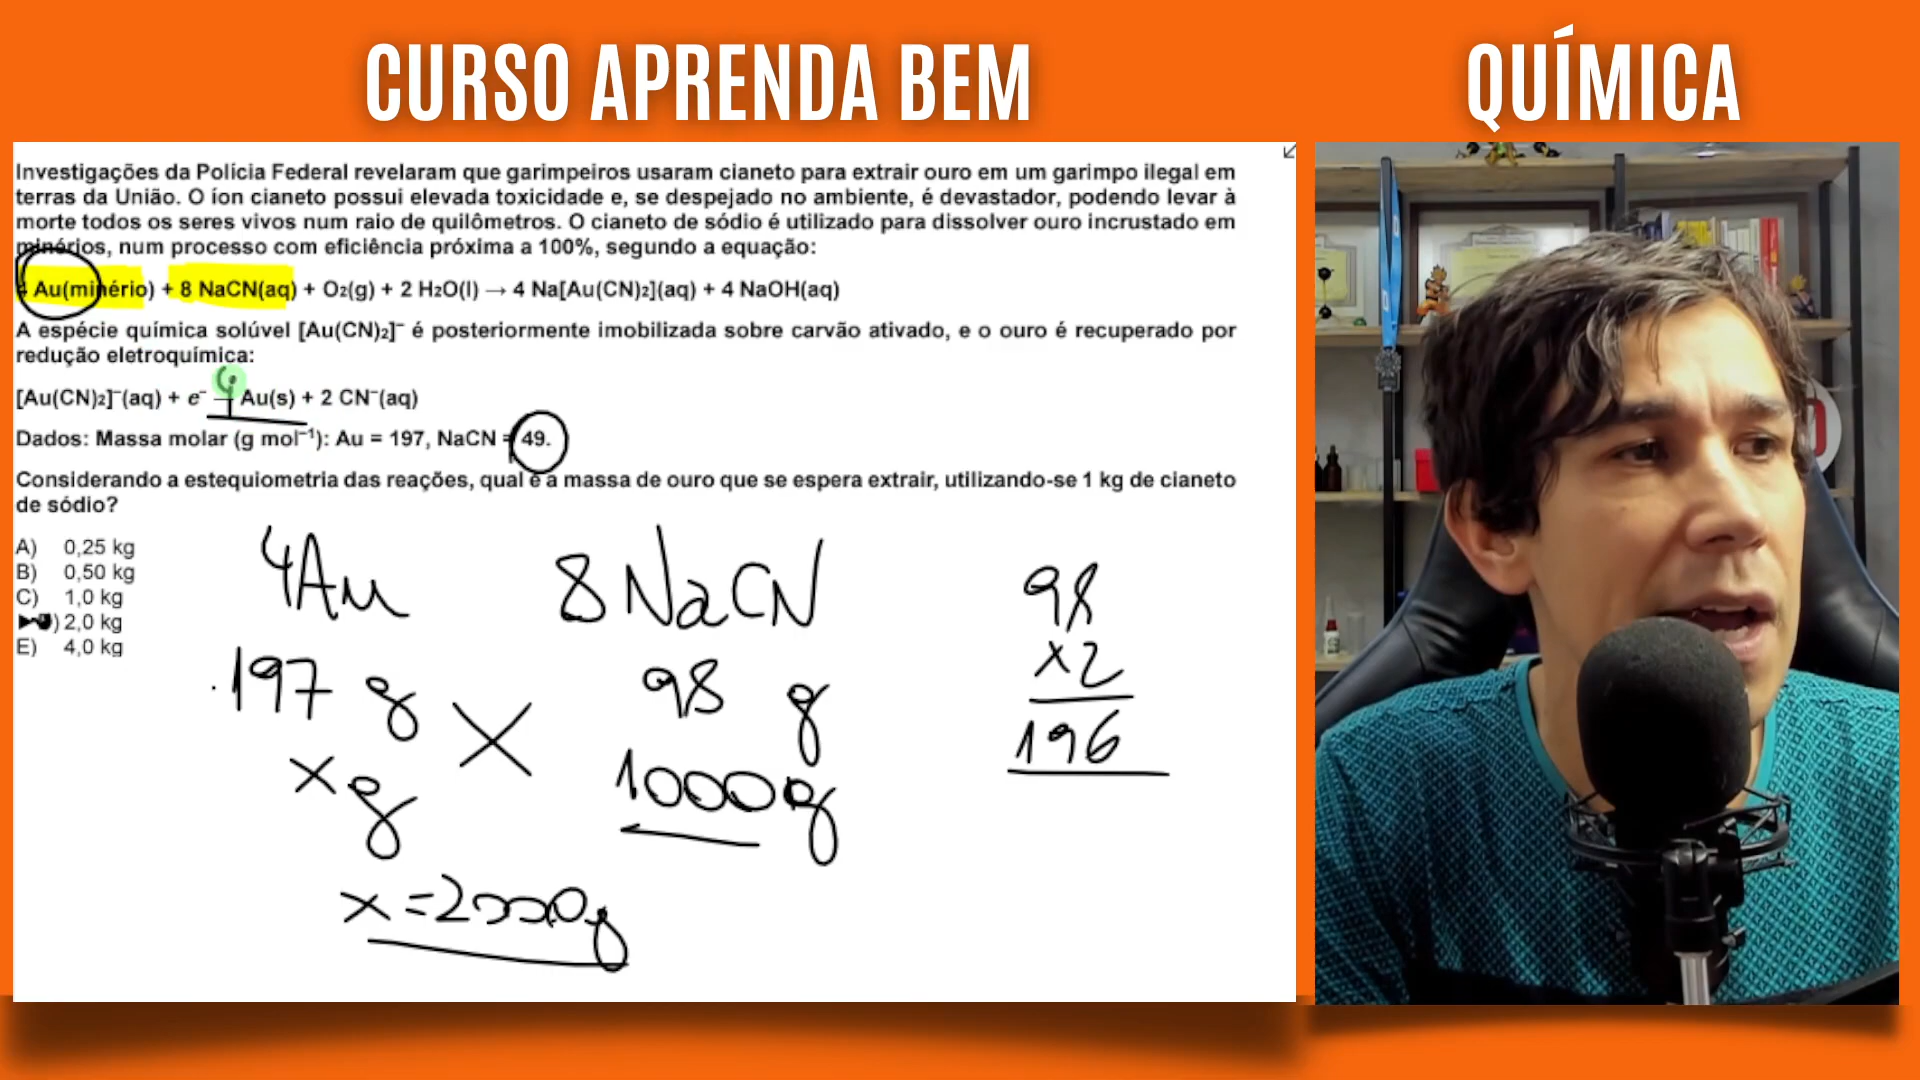 CURSO APRENDA BEM
QUÍMICA
Investigações da Polícia Federal revelaram que garimpeiros usaram cianeto para extrair ouro em um garimpo ilegal em
terras da União. O íon cianeto possui elevada toxicidade e, se despejado no ambiente, é devastador, podendo levar à
morte todos os seres vivos num raio de quilômetros. O cianeto de sódio é utilizado para dissolver ouro incrustado em
minérios, num processo com eficiência próxima a 100%, segundo a equação:
4 Au(minério) + 8 NaCN(aq) + O₂(g) + 2 H₂O(l) → 4 Na[Au(CN)₂](aq) + 4 NaOH(aq)
A espécie química solúvel [Au(CN)₂]⁻ é posteriormente imobilizada sobre carvão ativado, e o ouro é recuperado por
redução eletroquímica:
[Au(CN)₂]⁻(aq) + e⁻ → Au(s) + 2 CN⁻(aq)
Dados: Massa molar (g mol⁻¹): Au = 197, NaCN = 49.
Considerando a estequiometria das reações, qual é a massa de ouro que se espera extrair, utilizando-se 1 kg de cianeto
de sódio?
A) 0,25 kg
B) 0,50 kg
C) 1,0 kg
) 2,0 kg
E) 4,0 kg
4Au 8 NaCN
197 g 98 g
x g 1000g
x = 2000g
98
x2
196